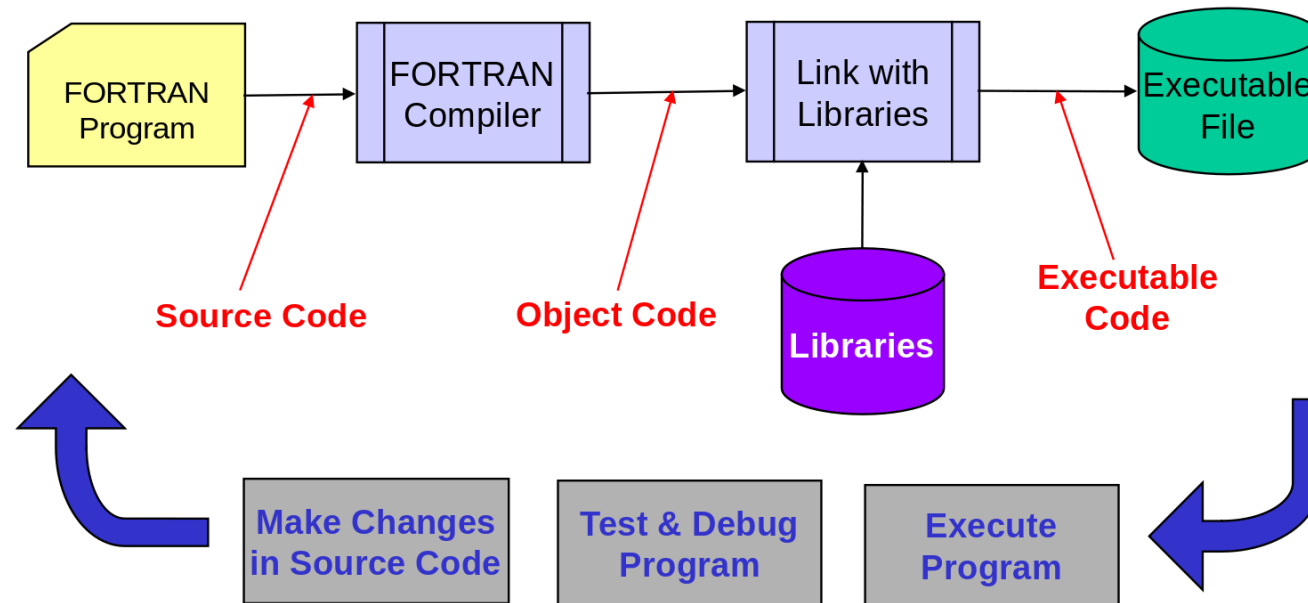 FORTRAN
Program
FORTRAN
Compiler
Link with
Libraries
Executable
File
Source Code
Object Code
Libraries
Executable
Code
Make Changes
in Source Code
Test & Debug
Program
Execute
Program